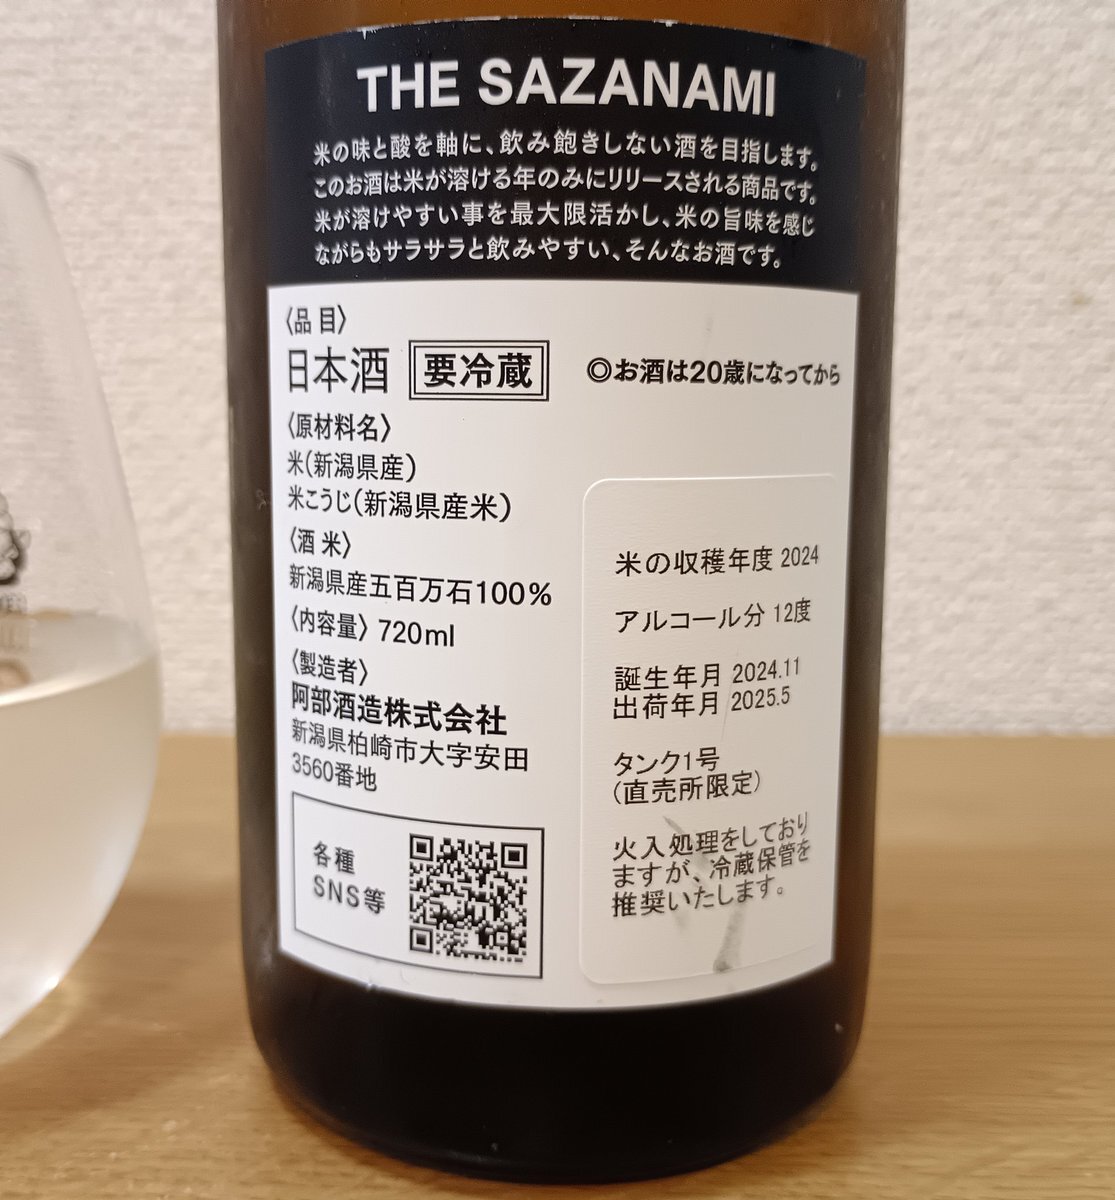 THE SAZANAMI
米の味と酸を軸に、飲み飽きしない酒を目指します。
このお酒は米が溶ける年のみにリリースされる商品です。
米が溶けやすい事を最大限活かし、米の旨味を感じ
ながらもサラサラと飲みやすい、そんなお酒です。
〈品目〉
日本酒 要冷蔵 ◎お酒は20歳になってから
〈原材料名〉
米(新潟県産)
米こうじ(新潟県産米)
〈酒米〉
新潟県産五百万石100%
〈内容量〉720ml
〈製造者〉
阿部酒造株式会社
新潟県柏崎市大字安田
3560番地
各種
SNS等
米の収穫年度 2024
アルコール分 12度
誕生年月 2024.11
出荷年月 2025.5
タンク1号
(直売所限定)
火入処理をしており
ますが、冷蔵保管を
推奨いたします。